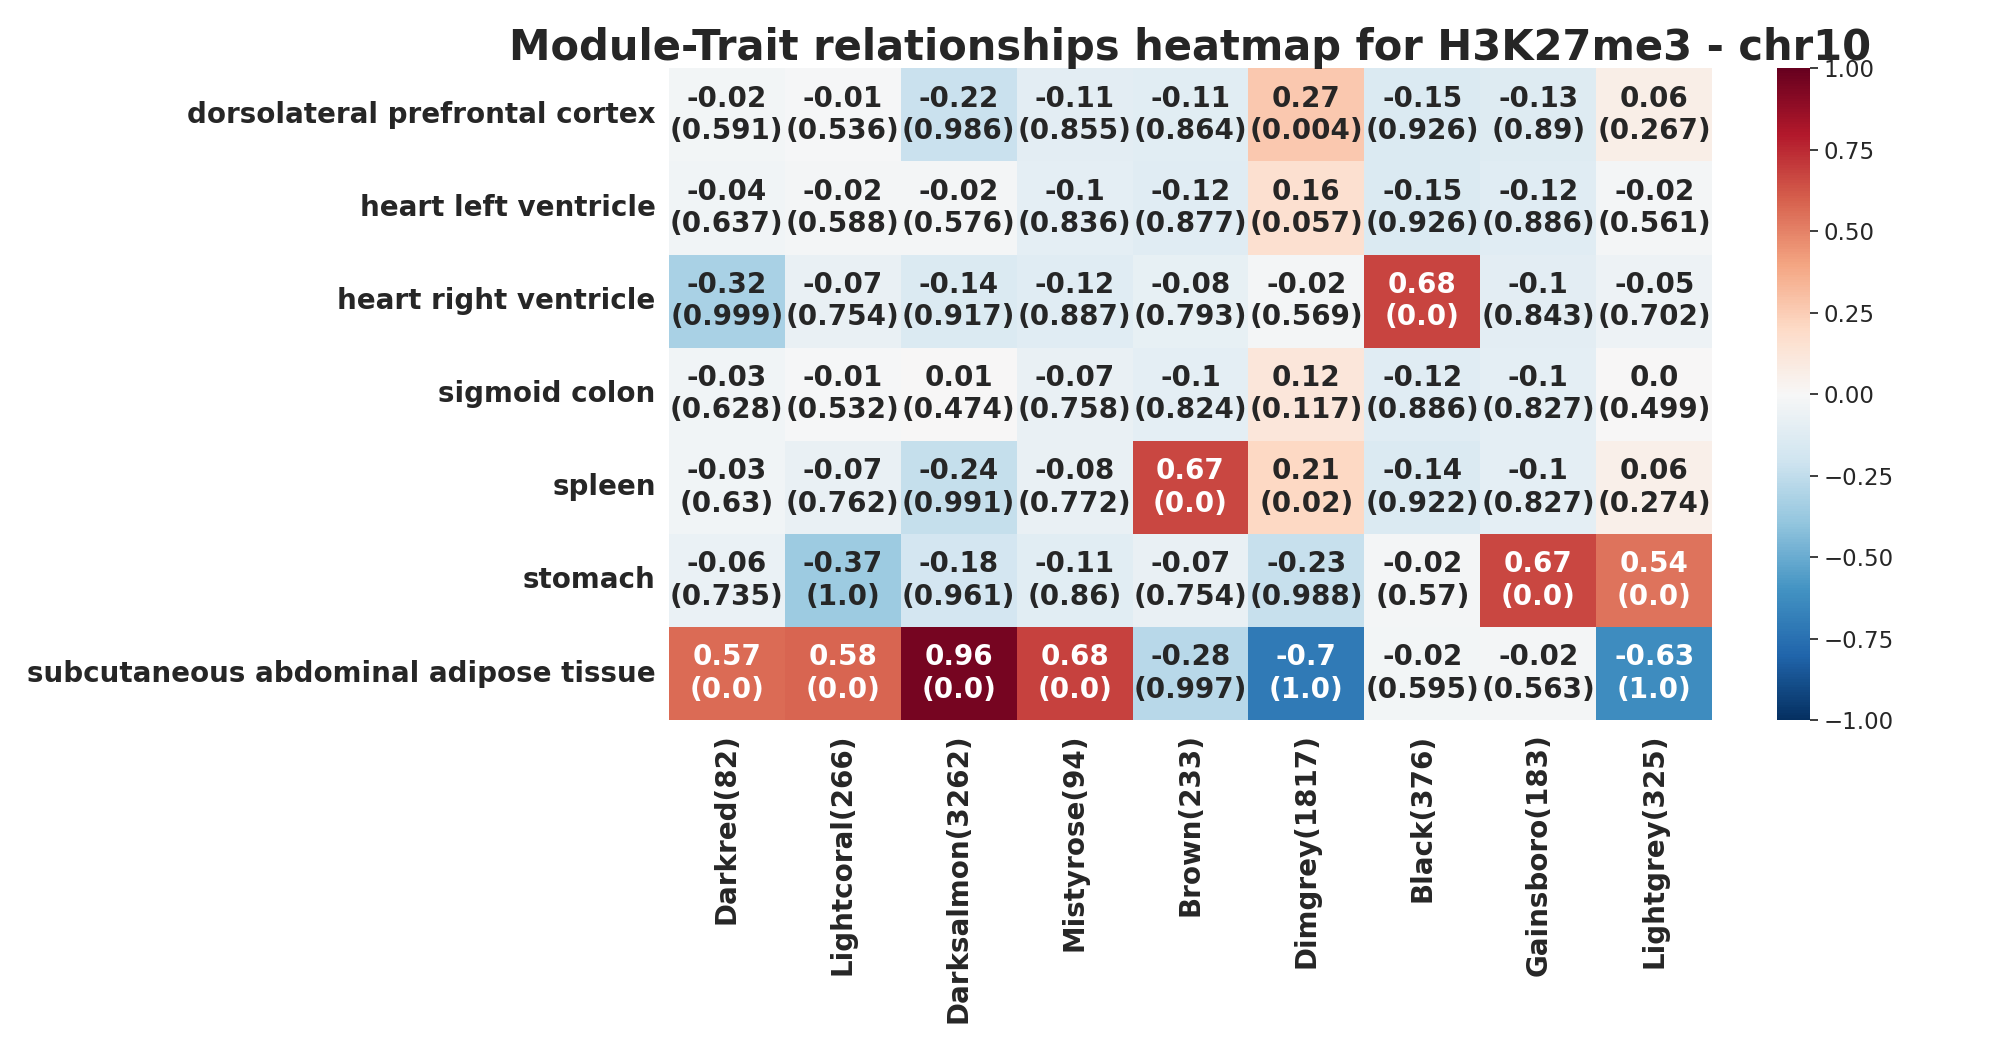 Module-Trait relationships heatmap for H3K27me3 - chr10
dorsolateral prefrontal cortex
-0.02 -0.01 -0.22 -0.11 -0.11 0.27 -0.15 -0.13 0.06
(0.591) (0.536) (0.986) (0.855) (0.864) (0.004) (0.926) (0.89) (0.267)
heart left ventricle
-0.04 -0.02 -0.02 -0.1 -0.12 0.16 -0.15 -0.12 -0.02
(0.637) (0.588) (0.576) (0.836) (0.877) (0.057) (0.926) (0.886) (0.561)
heart right ventricle
-0.32 -0.07 -0.14 -0.12 -0.08 -0.02 0.68 -0.1 -0.05
(0.999) (0.754) (0.917) (0.887) (0.793) (0.569) (0.0) (0.843) (0.702)
sigmoid colon
-0.03 -0.01 0.01 -0.07 -0.1 0.12 -0.12 -0.1 0.0
(0.628) (0.532) (0.474) (0.758) (0.824) (0.117) (0.886) (0.827) (0.499)
spleen
-0.03 -0.07 -0.24 -0.08 0.67 0.21 -0.14 -0.1 0.06
(0.63) (0.762) (0.991) (0.772) (0.0) (0.02) (0.922) (0.827) (0.274)
stomach
-0.06 -0.37 -0.18 -0.11 -0.07 -0.23 -0.02 0.67 0.54
(0.735) (1.0) (0.961) (0.86) (0.754) (0.988) (0.57) (0.0) (0.0)
subcutaneous abdominal adipose tissue
0.57 0.58 0.96 0.68 -0.28 -0.7 -0.02 -0.02 -0.63
(0.0) (0.0) (0.0) (0.0) (0.997) (1.0) (0.595) (0.563) (1.0)
Darkred(82)
Lightcoral(266)
Darksalmon(3262)
Mistyrose(94)
Brown(233)
Dimgrey(1817)
Black(376)
Gainsboro(183)
Lightgrey(325)
1.00
0.75
0.50
0.25
0.00
−0.25
−0.50
−0.75
−1.00